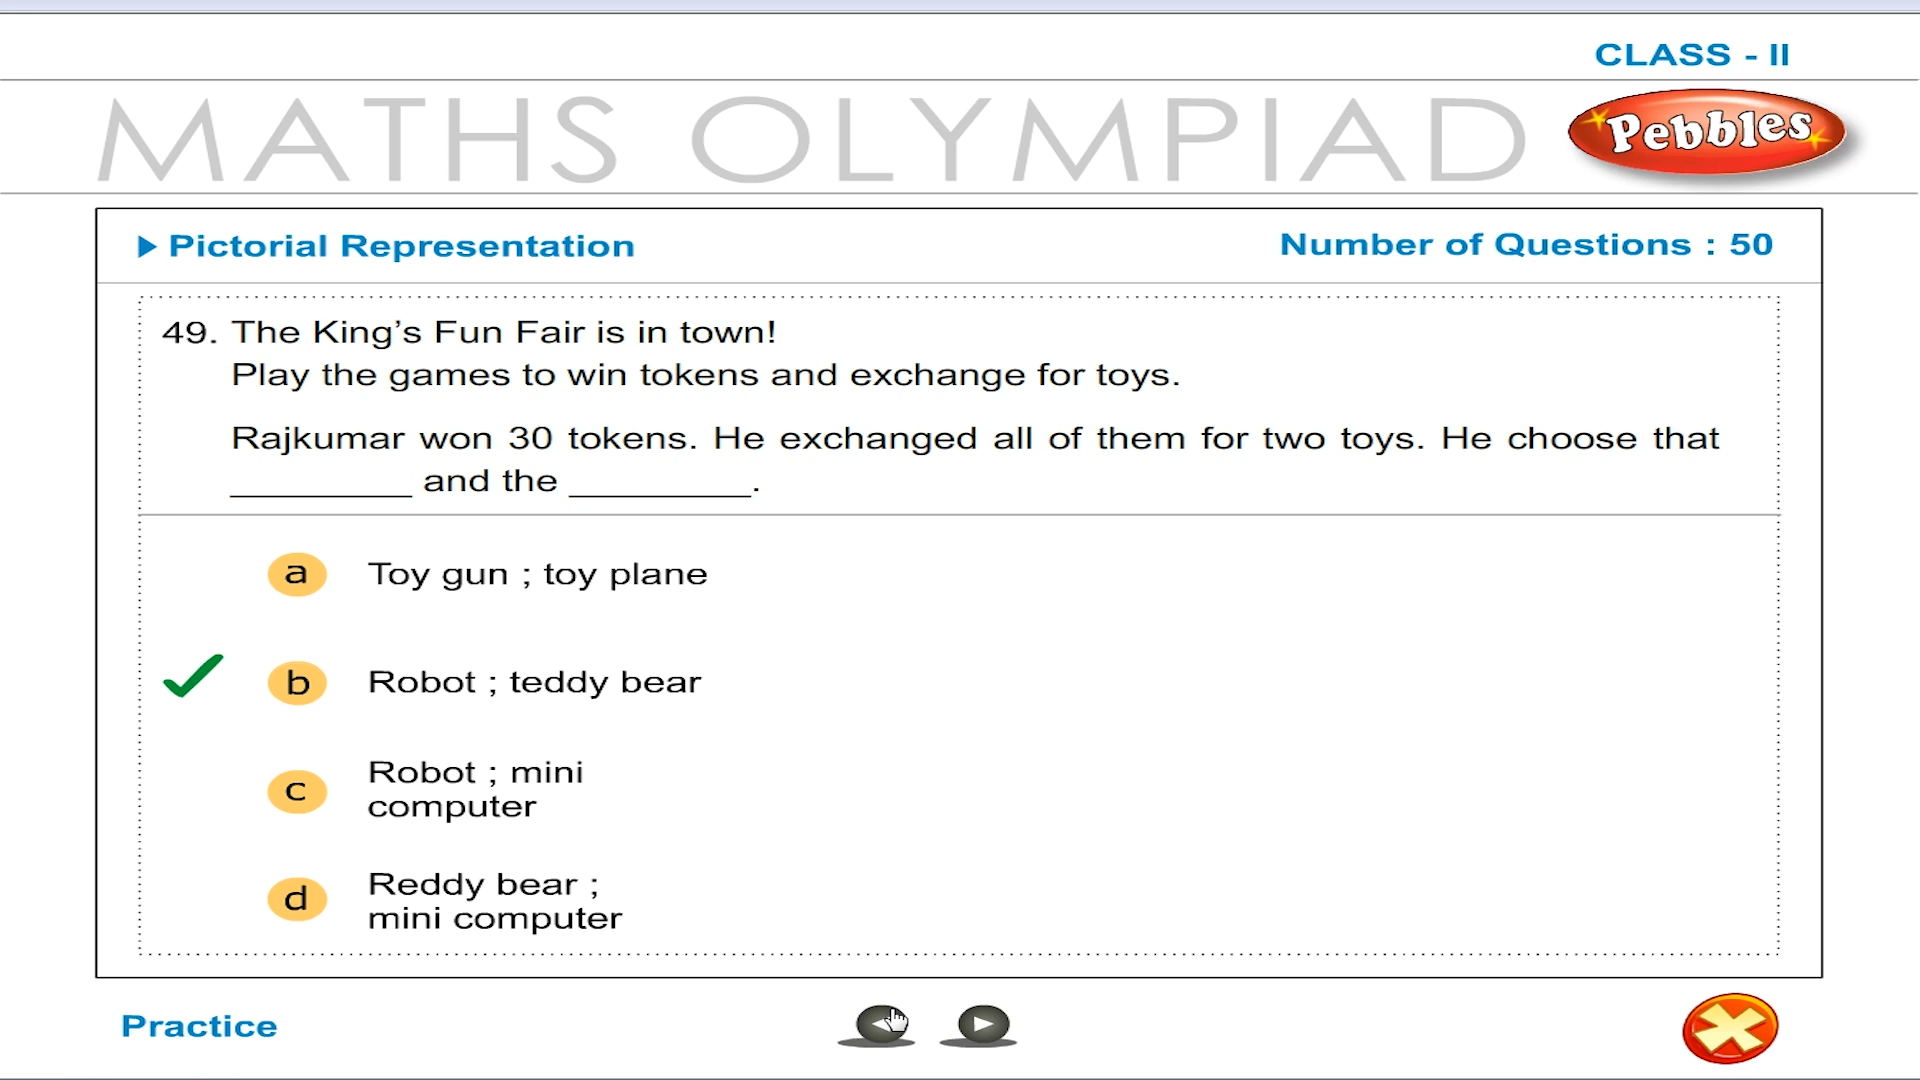 CLASS - II
MATHS OLYMPIAD
Pebbles
Pictorial Representation
Number of Questions : 50
49. The King's Fun Fair is in town!
Play the games to win tokens and exchange for toys.
Rajkumar won 30 tokens. He exchanged all of them for two toys. He choose that
__________ and the __________.
a Toy gun ; toy plane
b Robot ; teddy bear
c Robot ; mini
computer
d Reddy bear ;
mini computer
Practice